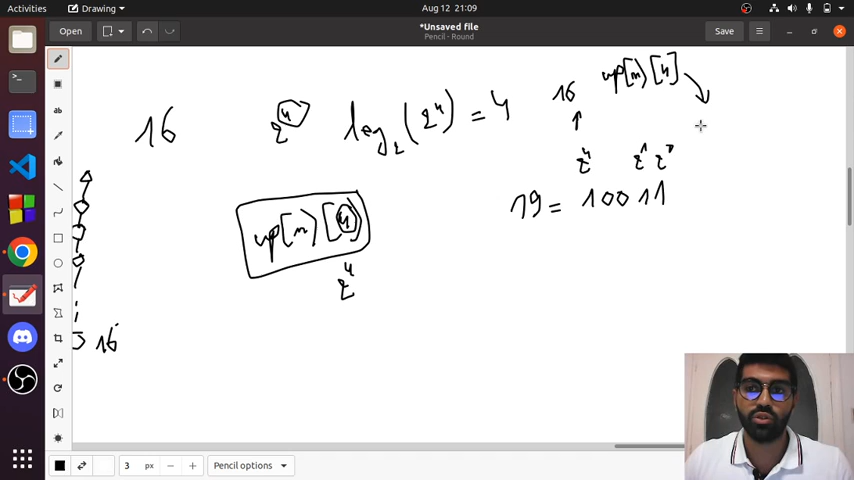 Activities
Drawing
Aug 12 21:09
Open
*Unsaved file
Pencil - Round
Save
16
2^4 log_2(2^4) = 4
16 up[n][4]
2^4 2^1 2^0
19 = 10011
up[n][4]
2^4
16
3 px
Pencil options